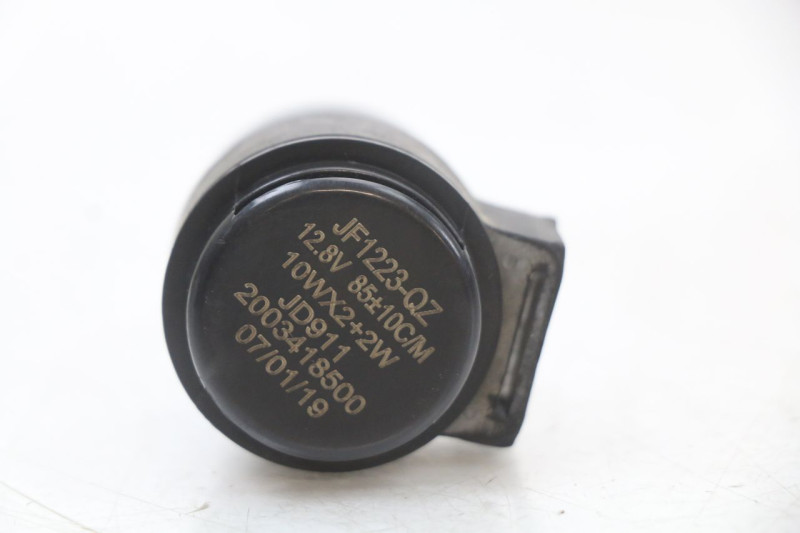 JF1223-QZ
12.8V 85±10C/M
10WX2+2W
JD911
2003418500
07/01/19